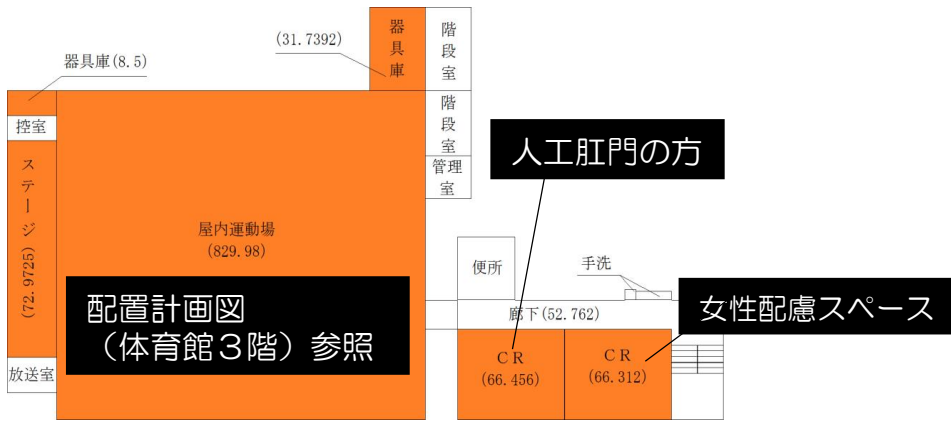 器具庫
(31.7392)
階段室
器具庫(8.5)
控室
階段室
管理室
人工肛門の方
ステージ(72.9725)
屋内運動場
(829.98)
便所
手洗
配置計画図
（体育館３階）参照
廊下(52.762)
女性配慮スペース
ＣＲ
(66.456)
ＣＲ
(66.312)
放送室